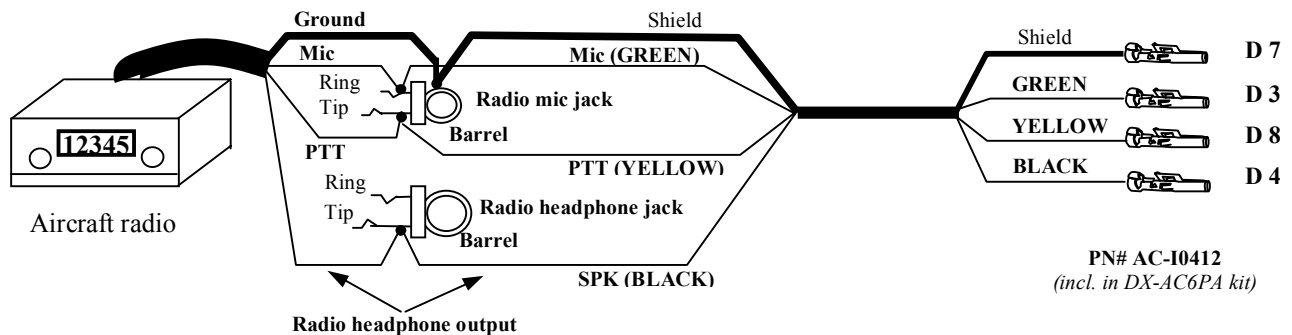 Ground
Shield
Mic
Mic (GREEN)
Shield
D 7
Ring
Radio mic jack
GREEN
D 3
Tip
12345
Barrel
YELLOW
D 8
PTT
PTT (YELLOW)
BLACK
D 4
Ring
Radio headphone jack
Tip
Aircraft radio
Barrel
SPK (BLACK)
PN# AC-I0412
(incl. in DX-AC6PA kit)
Radio headphone output